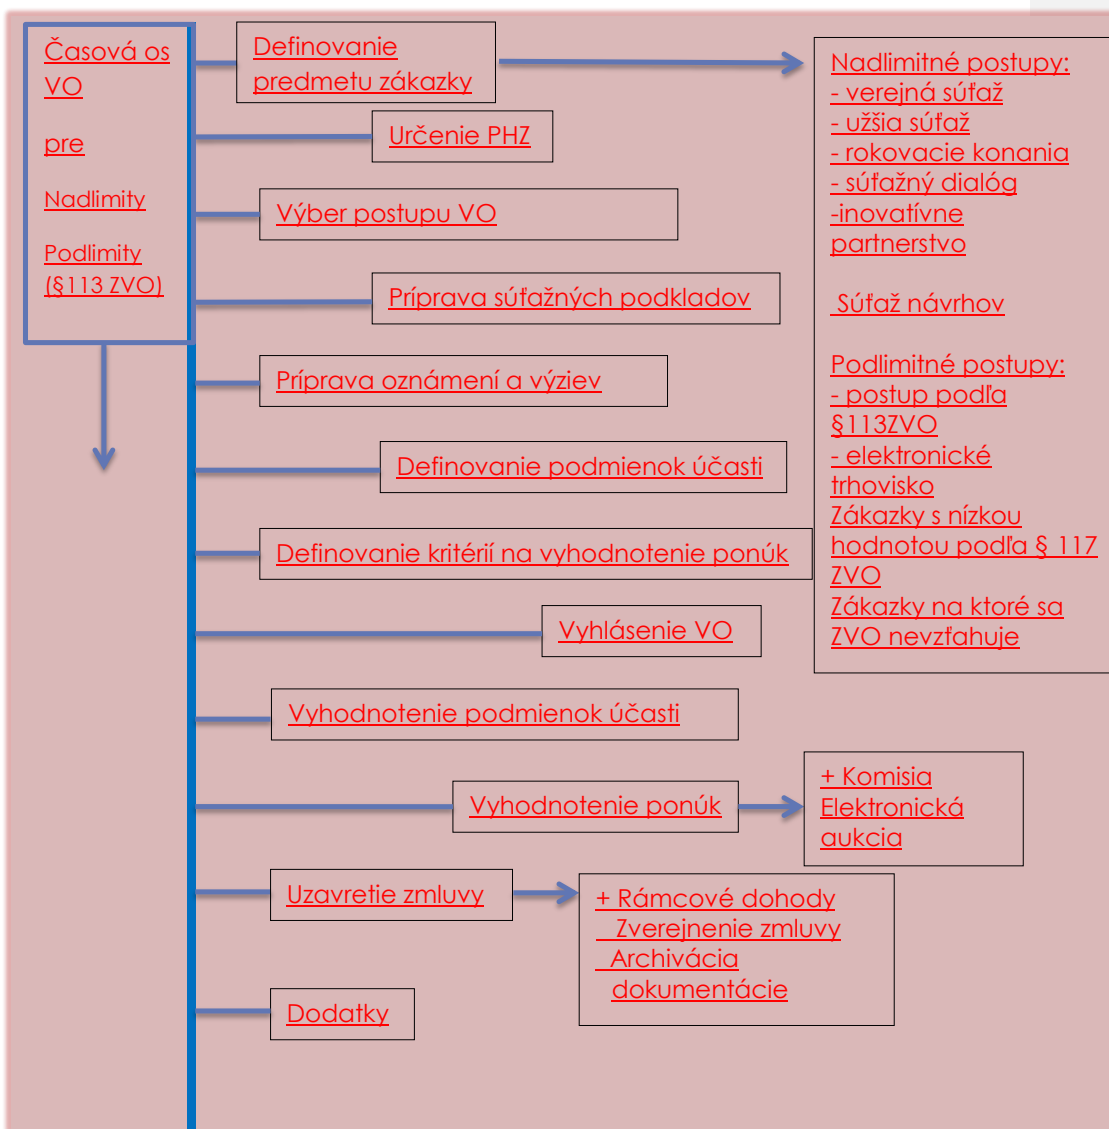 Časová os
VO
pre
Nadlimity
Podlimity
(§113 ZVO)
Definovanie
predmetu zákazky
Určenie PHZ
Výber postupu VO
Príprava súťažných podkladov
Príprava oznámení a výziev
Definovanie podmienok účasti
Definovanie kritérií na vyhodnotenie ponúk
Vyhlásenie VO
Vyhodnotenie podmienok účasti
Vyhodnotenie ponúk
Uzavretie zmluvy
Dodatky
Nadlimitné postupy:
- verejná súťaž
- užšia súťaž
- rokovacie konania
- súťažný dialóg
-inovatívne
partnerstvo
Súťaž návrhov
Podlimitné postupy:
- postup podľa
§113ZVO
- elektronické
trhovisko
Zákazky s nízkou
hodnotou podľa § 117
ZVO
Zákazky na ktoré sa
ZVO nevzťahuje
+ Komisia
Elektronická
aukcia
+ Rámcové dohody
Zverejnenie zmluvy
Archivácia
dokumentácie